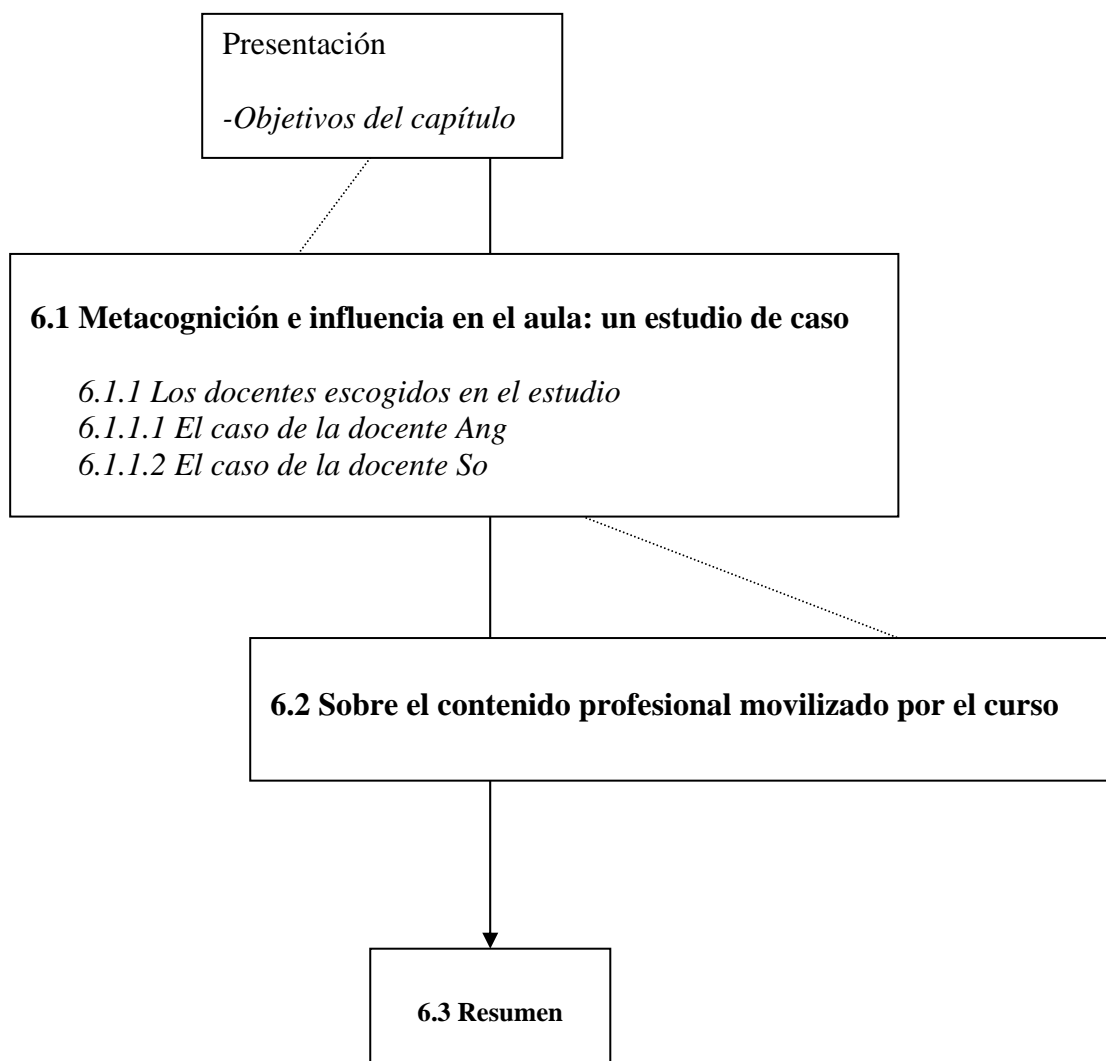 Presentación
-Objetivos del capítulo
6.1 Metacognición e influencia en el aula: un estudio de caso
6.1.1 Los docentes escogidos en el estudio
6.1.1.1 El caso de la docente Ang
6.1.1.2 El caso de la docente So
6.2 Sobre el contenido profesional movilizado por el curso
6.3 Resumen